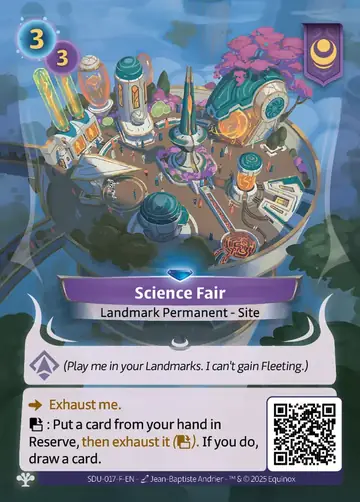 3
3
Science Fair
Landmark Permanent - Site
(Play me in your Landmarks. I can't gain Fleeting.)
Exhaust me.
: Put a card from your hand in
Reserve, then exhaust it ( ). If you do,
draw a card.
SDU-017-F-EN - Jean-Baptiste Andrier - ™ & © 2025 Equinox